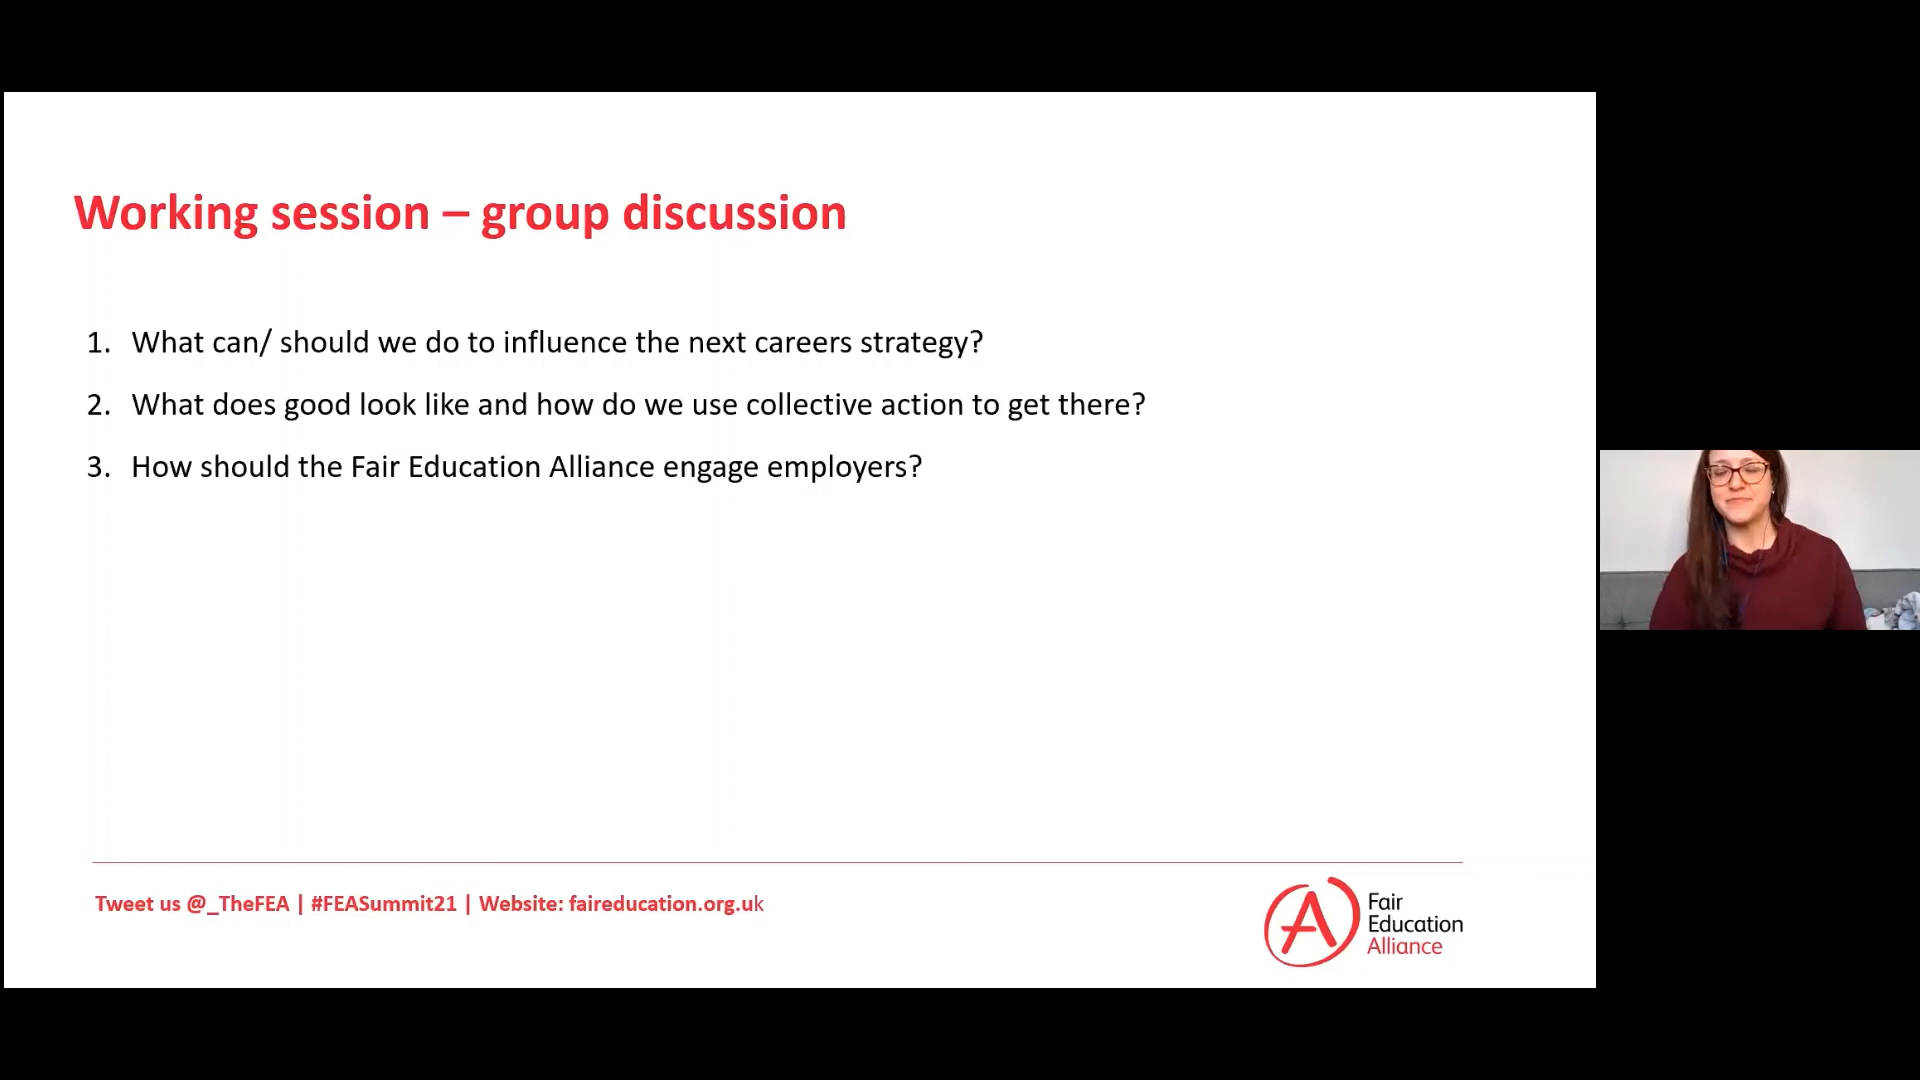 Working session – group discussion
1. What can/ should we do to influence the next careers strategy?
2. What does good look like and how do we use collective action to get there?
3. How should the Fair Education Alliance engage employers?
Tweet us @_TheFEA | #FEASummit21 | Website: faireducation.org.uk
Fair
Education
Alliance